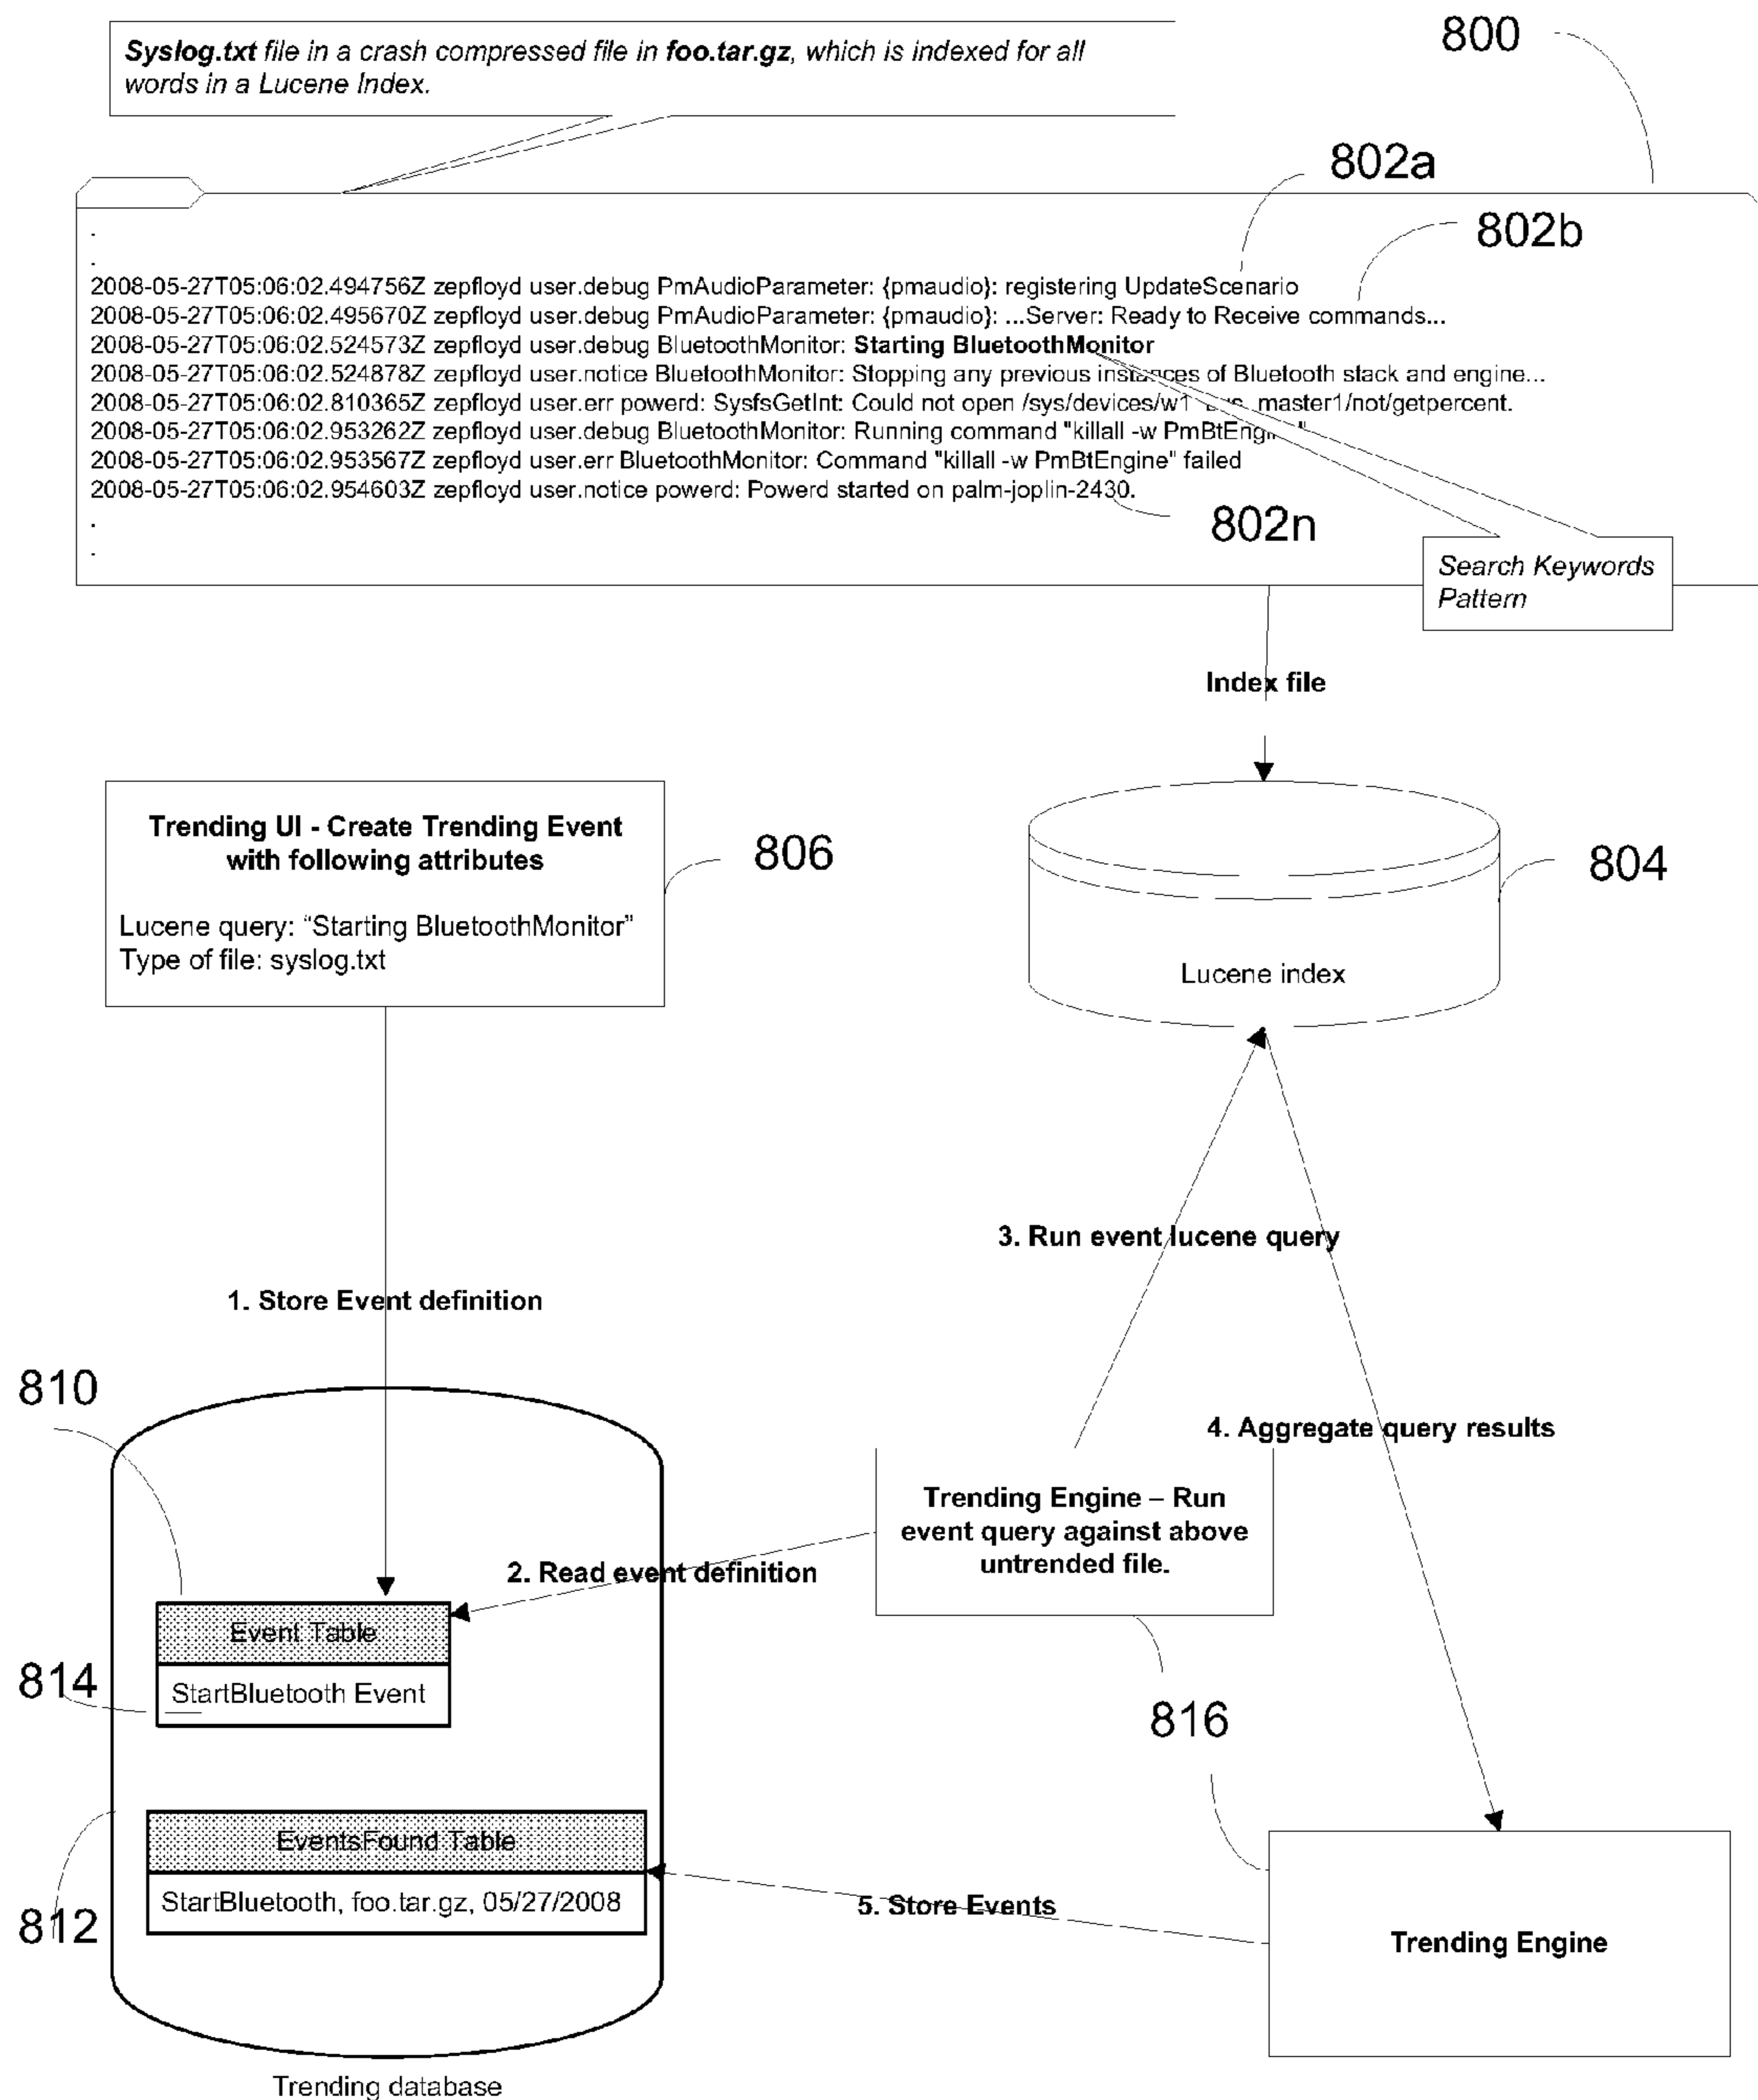 Syslog.txt file in a crash compressed file in foo.tar.gz, which is indexed for all
words in a Lucene Index.
800
802a
802b
.
.
2008-05-27T05:06:02.494756Z zepfloyd user.debug PmAudioParameter: {pmaudio}: registering UpdateScenario
2008-05-27T05:06:02.495670Z zepfloyd user.debug PmAudioParameter: {pmaudio}: ...Server: Ready to Receive commands...
2008-05-27T05:06:02.524573Z zepfloyd user.debug BluetoothMonitor: Starting BluetoothMonitor
2008-05-27T05:06:02.524878Z zepfloyd user.notice BluetoothMonitor: Stopping any previous instances of Bluetooth stack and engine...
2008-05-27T05:06:02.810365Z zepfloyd user.err powerd: SysfsGetInt: Could not open master1/not/getpercent.
2008-05-27T05:06:02.953262Z zepfloyd user.debug BluetoothMonitor: Running command "killall -w PmBtEngine"
2008-05-27T05:06:02.953567Z zepfloyd user.err BluetoothMonitor: Command "killall -w PmBtEngine" failed
2008-05-27T05:06:02.954603Z zepfloyd user.notice powerd: Powerd started on palm-joplin-2430.
.
.
802n
Search Keywords
Pattern
Index file
Trending UI - Create Trending Event
with following attributes
Lucene query: “Starting BluetoothMonitor”
Type of file: syslog.txt
806
804
Lucene index
3. Run event lucene query
1. Store Event definition
810
4. Aggregate query results
Trending Engine – Run
event query against above
untrended file.
2. Read event definition
Event Table
814
StartBluetooth Event
816
EventsFound Table
StartBluetooth, foo.tar.gz, 05/27/2008
812
5. Store Events
Trending Engine
Trending database